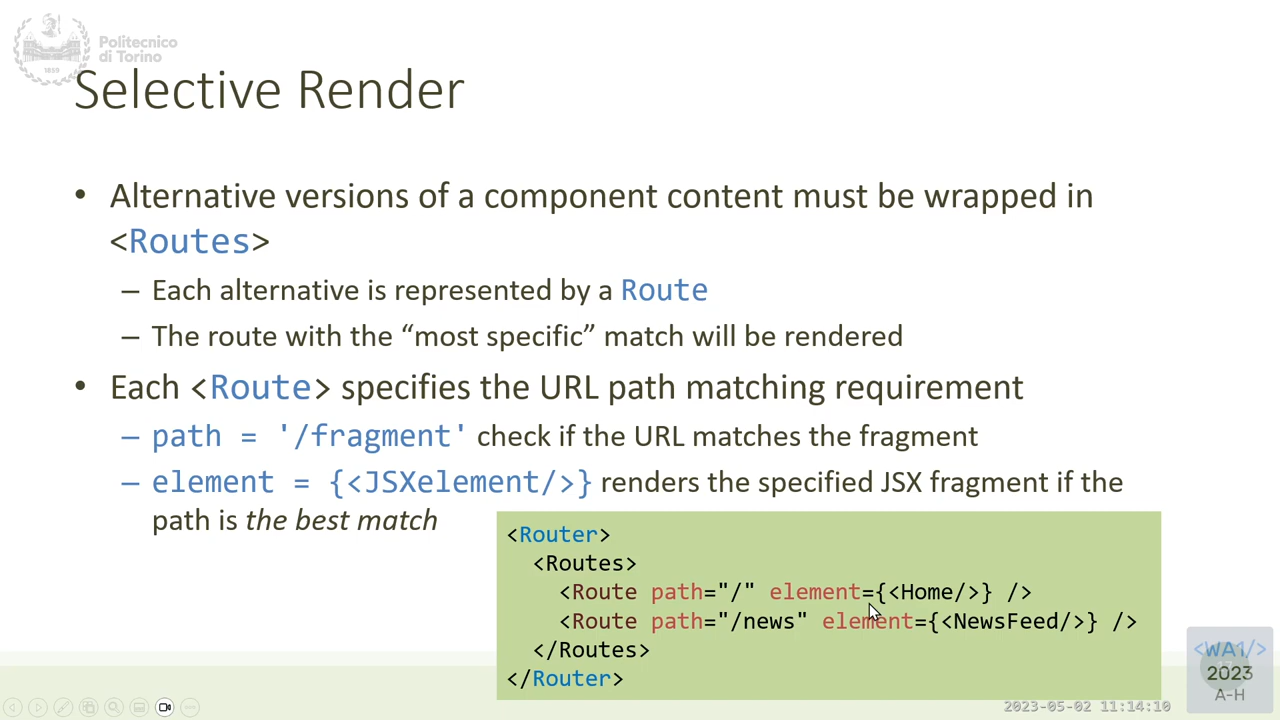 Politecnico
di Torino
1859
Selective Render
• Alternative versions of a component content must be wrapped in
<Routes>
– Each alternative is represented by a Route
– The route with the “most specific” match will be rendered
• Each <Route> specifies the URL path matching requirement
– path = '/fragment' check if the URL matches the fragment
– element = {<JSXelement/>} renders the specified JSX fragment if the
path is the best match
<Router>
<Routes>
<Route path="/" element={<Home/>} />
<Route path="/news" element={<NewsFeed/>} />
</Routes>
</Router>
<WA1/>
2023
A-H
2023-05-02 11:14:10